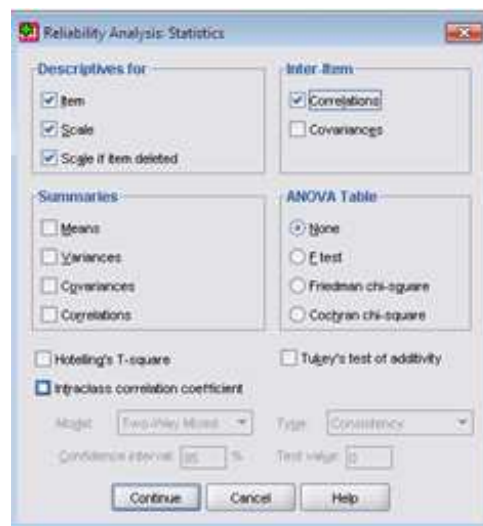 Reliability Analysis: Statistics
Descriptives for
Item
Scale
Scale if item deleted
Inter-Item
Correlations
Covariances
Summaries
Means
Variances
Covariances
Correlations
ANOVA Table
None
F test
Friedman chi-square
Cochran chi-square
Hotelling's T-square
Tukey's test of additivity
Intraclass correlation coefficient
Model: Two-Way Mixed
Type: Consistency
Confidence interval: 95 %
Test value: 0
Continue
Cancel
Help